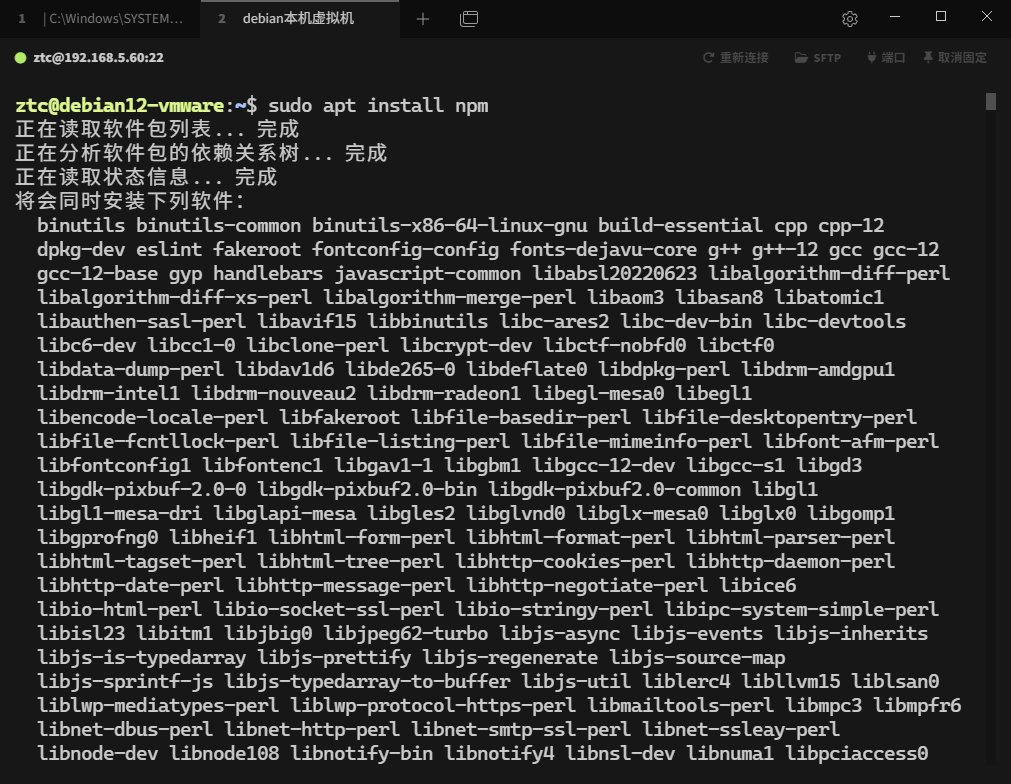 1 | C:\Windows\SYSTEM... 2 debian本机虚拟机
ztc@192.168.5.60:22 重新连接 SFTP 端口 取消固定
ztc@debian12-vmware:~$ sudo apt install npm
正在读取软件包列表... 完成
正在分析软件包的依赖关系树... 完成
正在读取状态信息... 完成
将会同时安装下列软件：
binutils binutils-common binutils-x86-64-linux-gnu build-essential cpp cpp-12
dpkg-dev eslint fakeroot fontconfig-config fonts-dejavu-core g++ g++-12 gcc gcc-12
gcc-12-base gyp handlebars javascript-common libabsl20220623 libalgorithm-diff-perl
libalgorithm-diff-xs-perl libalgorithm-merge-perl libaom3 libasan8 libatomic1
libauthen-sasl-perl libavif15 libbinutils libc-ares2 libc-dev-bin libc-devtools
libc6-dev libcc1-0 libclone-perl libcrypt-dev libctf-nobfd0 libctf0
libdata-dump-perl libdav1d6 libde265-0 libdeflate0 libdpkg-perl libdrm-amdgpu1
libdrm-intel1 libdrm-nouveau2 libdrm-radeon1 libegl-mesa0 libegl1
libencode-locale-perl libfakeroot libfile-basedir-perl libfile-desktopentry-perl
libfile-fcntllock-perl libfile-listing-perl libfile-mimeinfo-perl libfont-afm-perl
libfontconfig1 libfontenc1 libgav1-1 libgbm1 libgcc-12-dev libgcc-s1 libgd3
libgdk-pixbuf-2.0-0 libgdk-pixbuf2.0-bin libgdk-pixbuf2.0-common libgl1
libgl1-mesa-dri libglapi-mesa libgles2 libglvnd0 libglx-mesa0 libglx0 libgomp1
libgprofng0 libheif1 libhtml-form-perl libhtml-format-perl libhtml-parser-perl
libhtml-tagset-perl libhtml-tree-perl libhttp-cookies-perl libhttp-daemon-perl
libhttp-date-perl libhttp-message-perl libhttp-negotiate-perl libice6
libio-html-perl libio-socket-ssl-perl libio-stringy-perl libipc-system-simple-perl
libisl23 libitm1 libjbig0 libjpeg62-turbo libjs-async libjs-events libjs-inherits
libjs-is-typedarray libjs-prettify libjs-regenerate libjs-source-map
libjs-sprintf-js libjs-typedarray-to-buffer libjs-util liblerc4 libllvm15 liblsan0
liblwp-mediatypes-perl liblwp-protocol-https-perl libmailtools-perl libmpc3 libmpfr6
libnet-dbus-perl libnet-http-perl libnet-smtp-ssl-perl libnet-ssleay-perl
libnode-dev libnode108 libnotify-bin libnotify4 libnsl-dev libnuma1 libpciaccess0